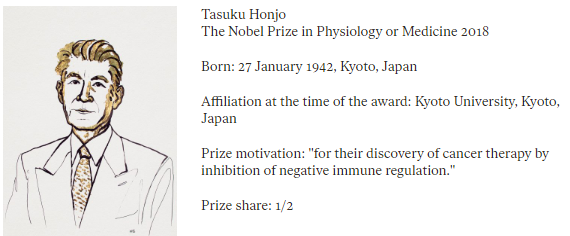 Tasuku Honjo
The Nobel Prize in Physiology or Medicine 2018
Born: 27 January 1942, Kyoto, Japan
Affiliation at the time of the award: Kyoto University, Kyoto,
Japan
Prize motivation: "for their discovery of cancer therapy by
inhibition of negative immune regulation."
Prize share: 1/2